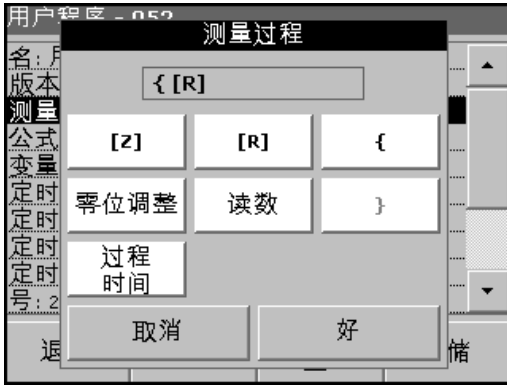 用户程序 - 052
测量过程
名:
版本
{ [R]
测量
公式
[Z] [R] {
变量
定时
零位调整 读数 }
定时
定时
过程
时间
定时
号: 2
取消 好
退
储